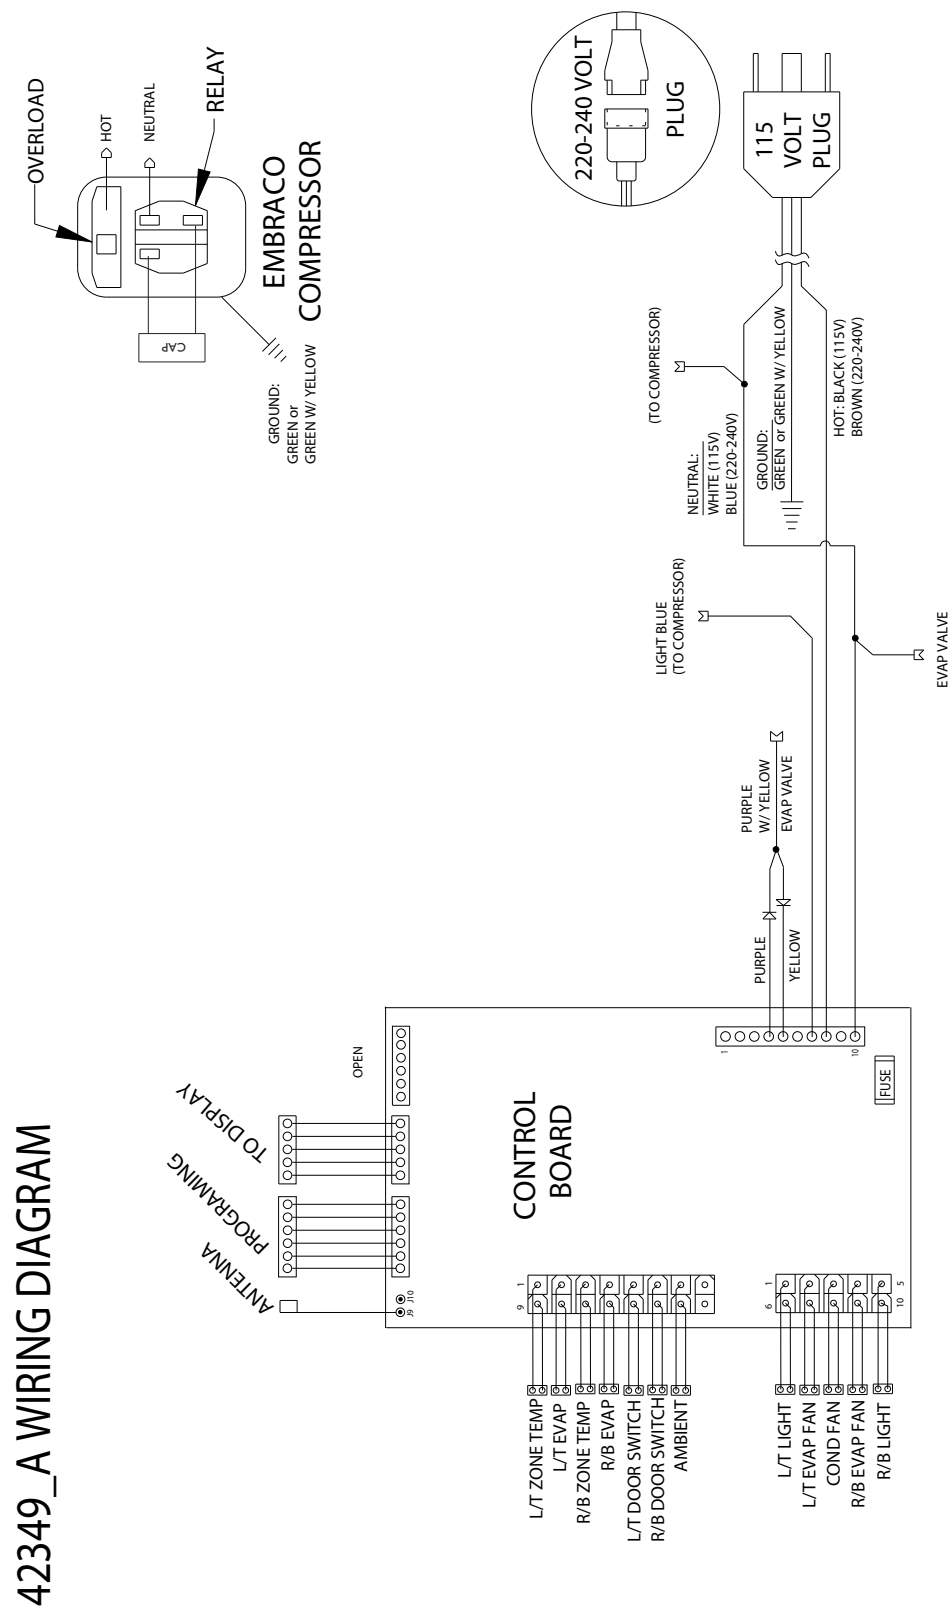 42349_A WIRING DIAGRAM
OVERLOAD
HOT
NEUTRAL
RELAY
CAP
EMBRACO
COMPRESSOR
GROUND:
GREEN or
GREEN W/ YELLOW
220-240 VOLT
PLUG
115
VOLT
PLUG
(TO COMPRESSOR)
NEUTRAL:
WHITE (115V)
BLUE (220-240V)
GROUND:
GREEN or GREEN W/ YELLOW
HOT: BLACK (115V)
BROWN (220-240V)
LIGHT BLUE
(TO COMPRESSOR)
EVAP VALVE
PURPLE
W/ YELLOW
EVAP VALVE
PURPLE
YELLOW
OPEN
TO DISPLAY
PROGRAMING
ANTENNA
J10
J9
CONTROL
BOARD
1
10
FUSE
1
9
L/T ZONE TEMP
L/T EVAP
R/B ZONE TEMP
R/B EVAP
L/T DOOR SWITCH
R/B DOOR SWITCH
AMBIENT
1
6
5
10
L/T LIGHT
L/T EVAP FAN
COND FAN
R/B EVAP FAN
R/B LIGHT